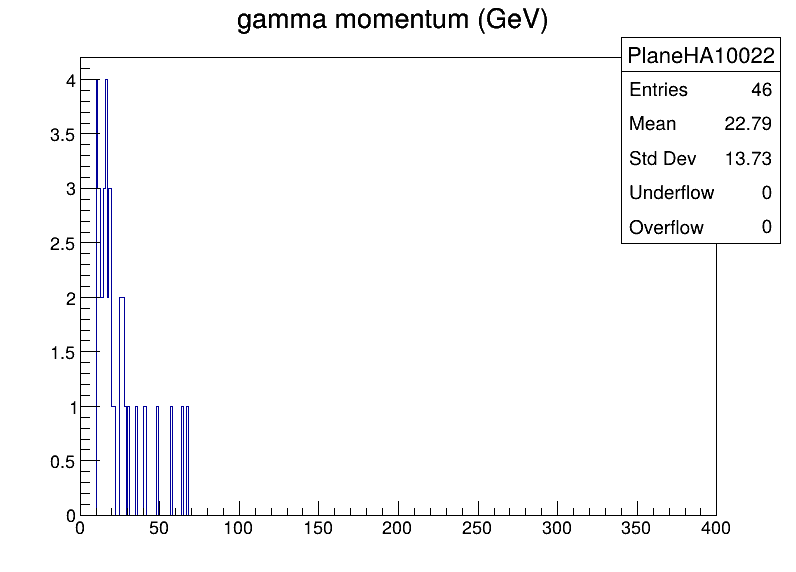 gamma momentum (GeV)
PlaneHA10022
Entries 46
Mean 22.79
Std Dev 13.73
Underflow 0
Overflow 0
4
3.5
3
2.5
2
1.5
1
0.5
0
0 50 100 150 200 250 300 350 400